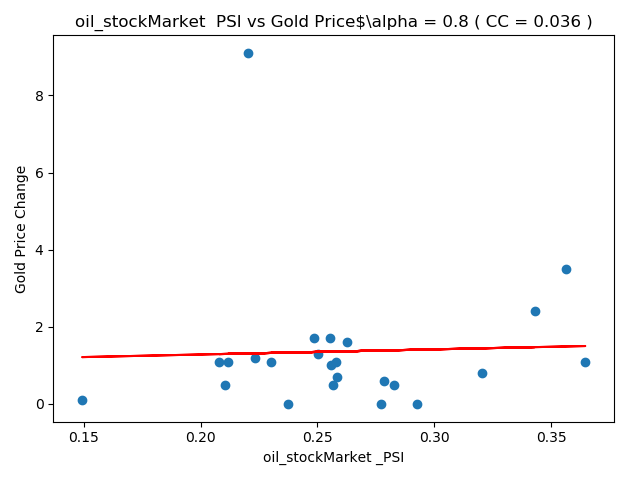 oil_stockMarket  PSI vs Gold Price$\alpha = 0.8 ( CC = 0.036 )
8
6
4
2
0
Gold Price Change
0.15 0.20 0.25 0.30 0.35
oil_stockMarket _PSI